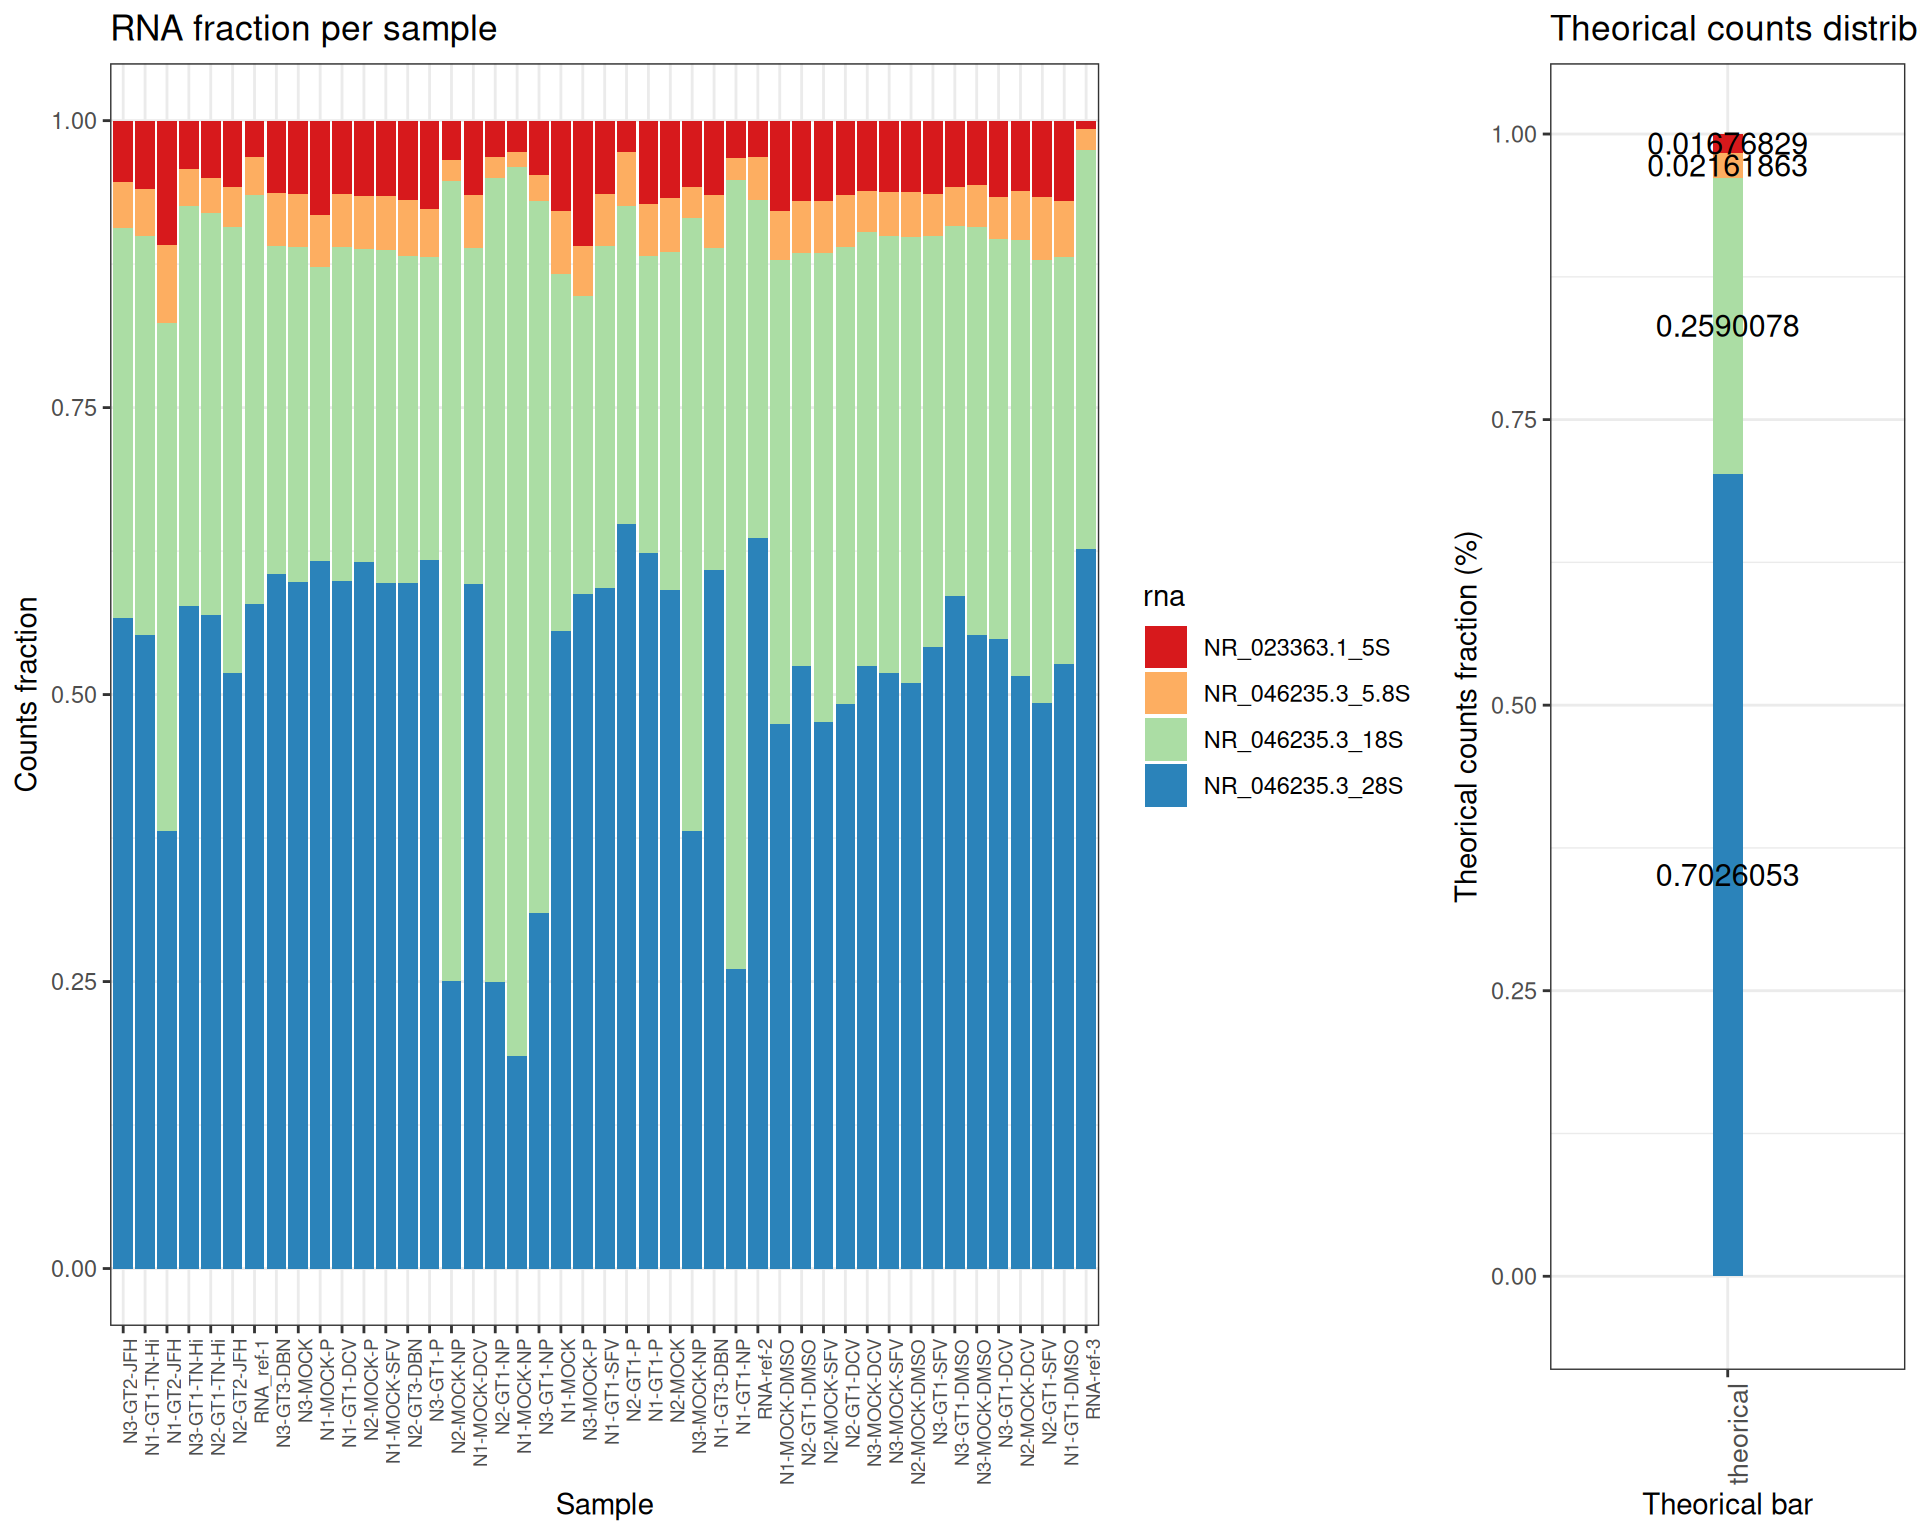 RNA fraction per sample
1.00
0.75
0.50
0.25
0.00
Counts fraction
N3-GT2-JFH
N1-GT1-TN-Hi
N1-GT2-JFH
N3-GT1-TN-Hi
N2-GT1-TN-Hi
N2-GT2-JFH
RNA_ref-1
N3-GT3-DBN
N3-MOCK
N1-MOCK-P
N1-GT1-DCV
N2-MOCK-P
N1-MOCK-SFV
N2-GT3-DBN
N3-GT1-P
N2-MOCK-NP
N1-MOCK-DCV
N2-GT1-NP
N1-MOCK-NP
N3-GT1-NP
N1-MOCK
N3-MOCK-P
N1-GT1-SFV
N2-GT1-P
N1-GT1-P
N2-MOCK
N3-MOCK-NP
N1-GT3-DBN
N1-GT1-NP
RNA-ref-2
N1-MOCK-DMSO
N2-GT1-DMSO
N2-MOCK-SFV
N2-GT1-DCV
N3-MOCK-DCV
N3-MOCK-SFV
N2-MOCK-DMSO
N3-GT1-SFV
N3-GT1-DMSO
N3-MOCK-DMSO
N3-GT1-DCV
N2-MOCK-DCV
N2-GT1-SFV
N1-GT1-DMSO
RNA-ref-3
Sample
rna
NR_023363.1_5S
NR_046235.3_5.8S
NR_046235.3_18S
NR_046235.3_28S
Theorical counts distrib
1.00
0.75
0.50
0.25
0.00
Theorical counts fraction (%)
0.01676829
0.02161863
0.2590078
0.7026053
theorical
Theorical bar